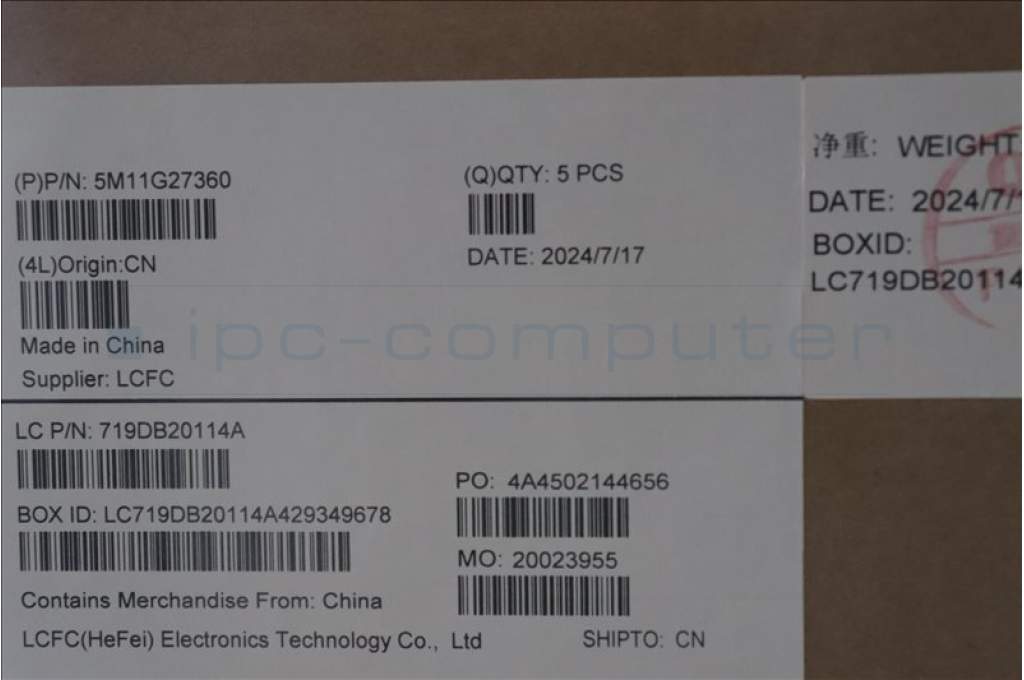 (P)P/N: 5M11G27360
(Q)QTY: 5 PCS
DATE: 2024/7/17
(4L)Origin:CN
Made in China
Supplier: LCFC
净重: WEIGHT
DATE: 2024/7/1
BOXID:
LC719DB20114
ipc-computer
LC P/N: 719DB20114A
PO: 4A4502144656
BOX ID: LC719DB20114A429349678
MO: 20023955
Contains Merchandise From: China
LCFC(HeFei) Electronics Technology Co., Ltd
SHIPTO: CN